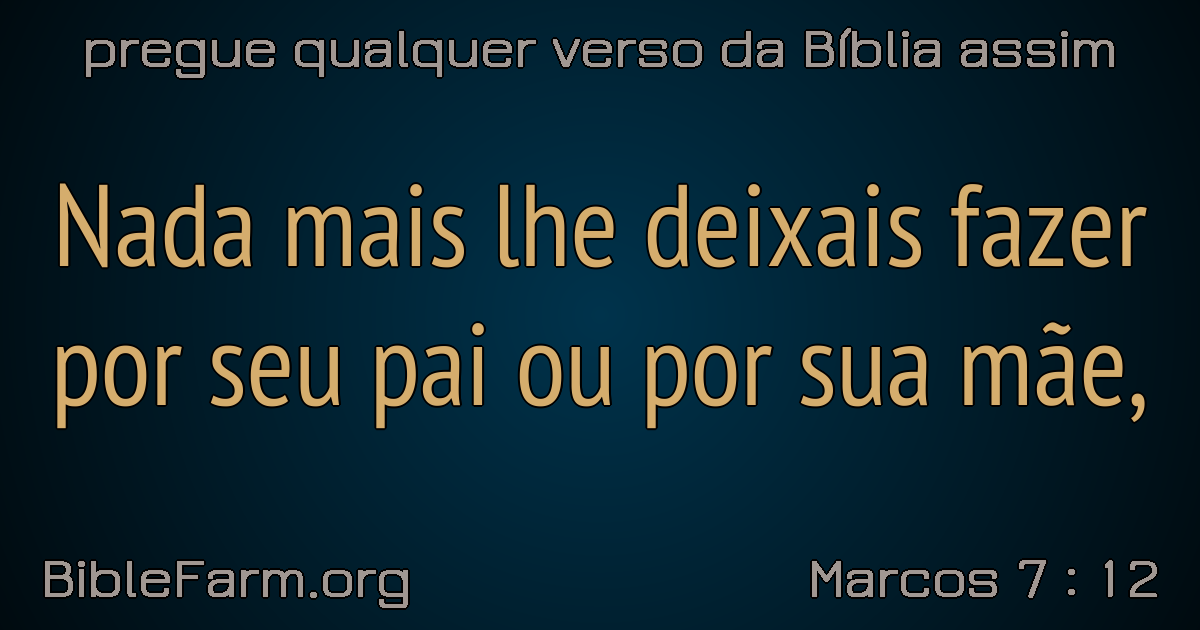 pregue qualquer verso da Bíblia assim
Nada mais lhe deixais fazer
por seu pai ou por sua mãe,
BibleFarm.org
Marcos 7 : 12